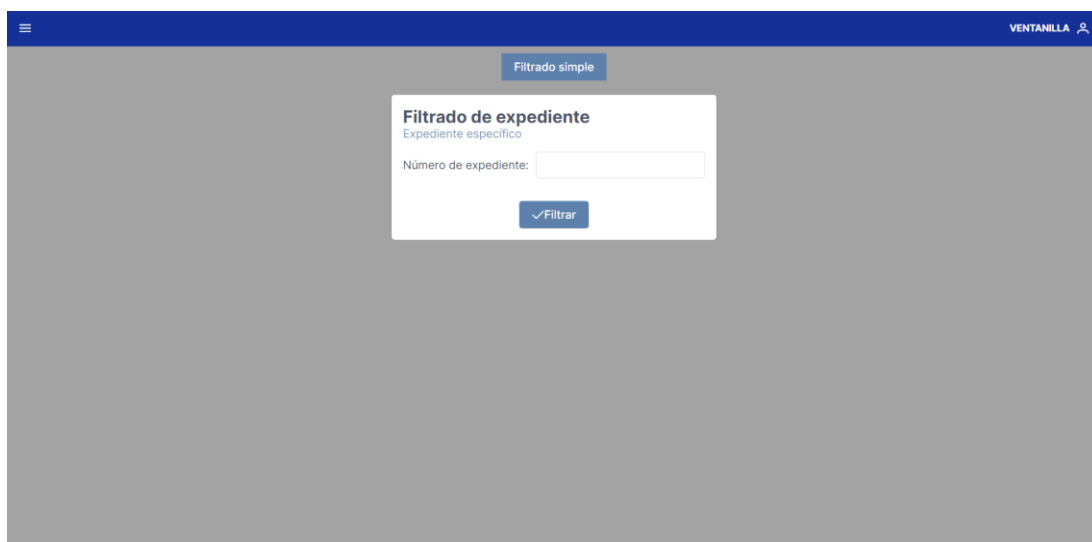 VENTANILLA
Filtrado simple
Filtrado de expediente
Expediente específico
Número de expediente:
Filtrar